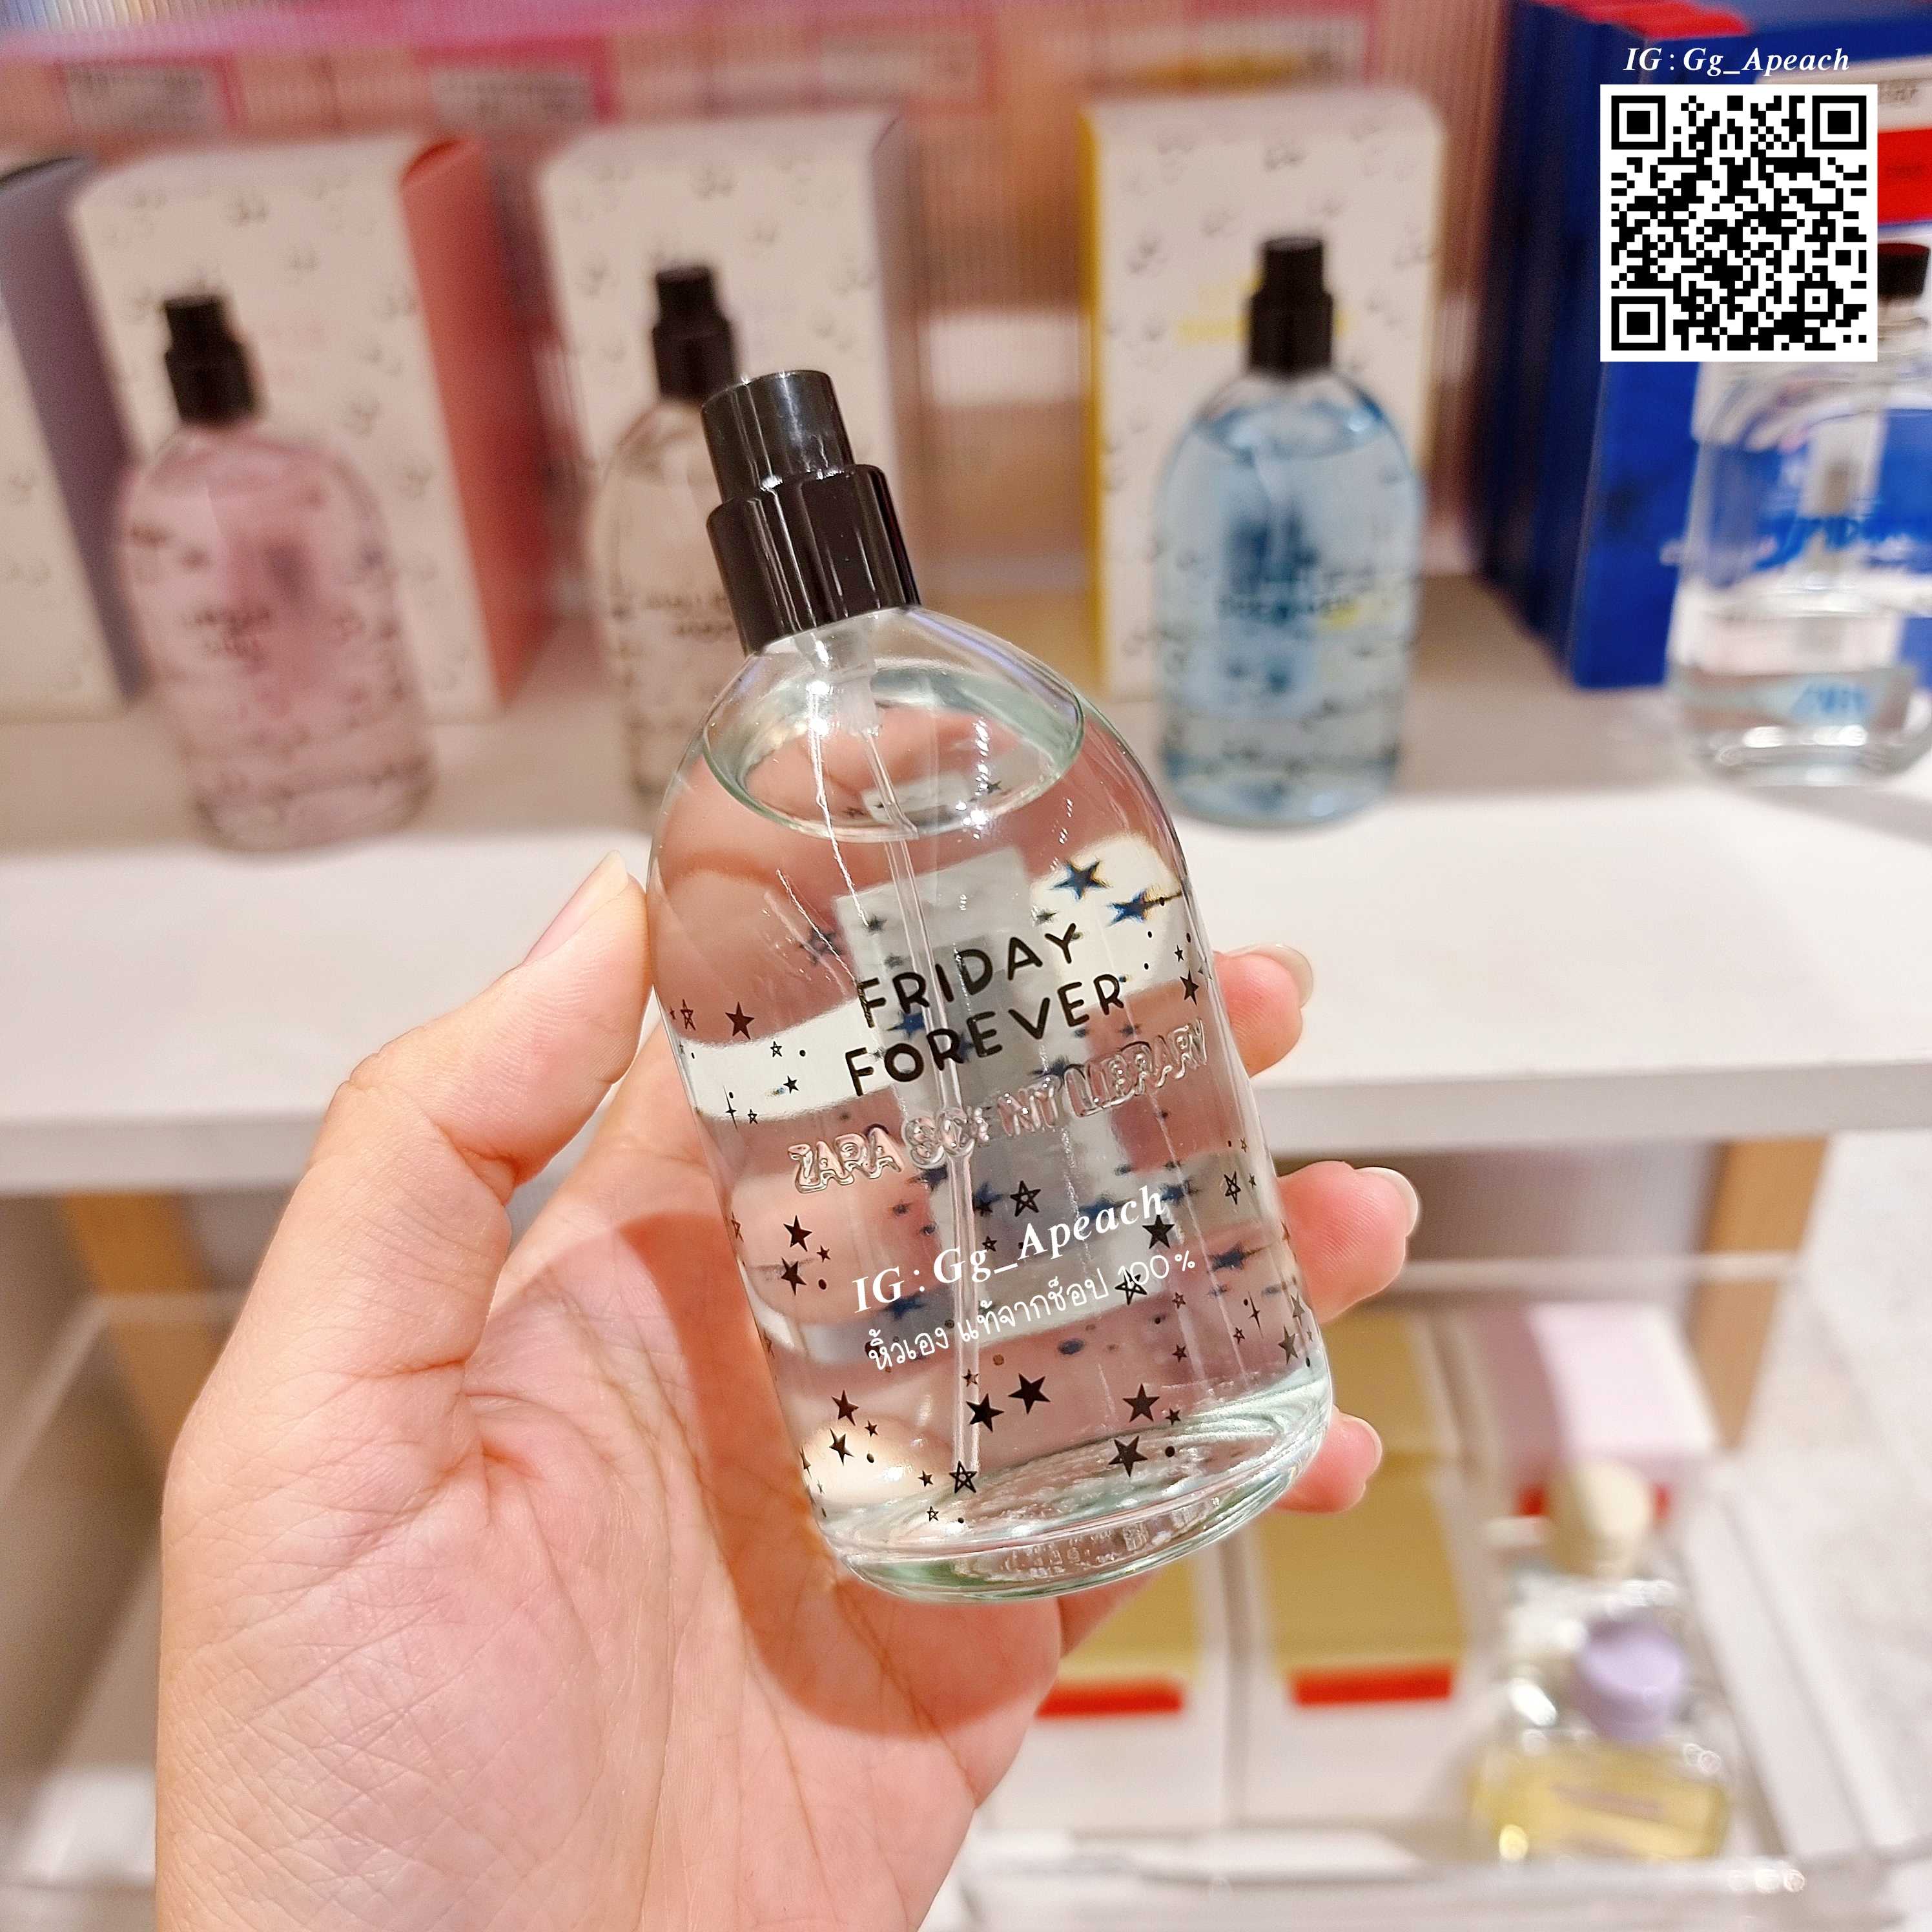 IG : Gg_Apeach
FRIDAY
FOREVER
ZARA SCENT LIBRARY
IG : Gg_Apeach
หิ้วเอง แท้จากช็อป 100%